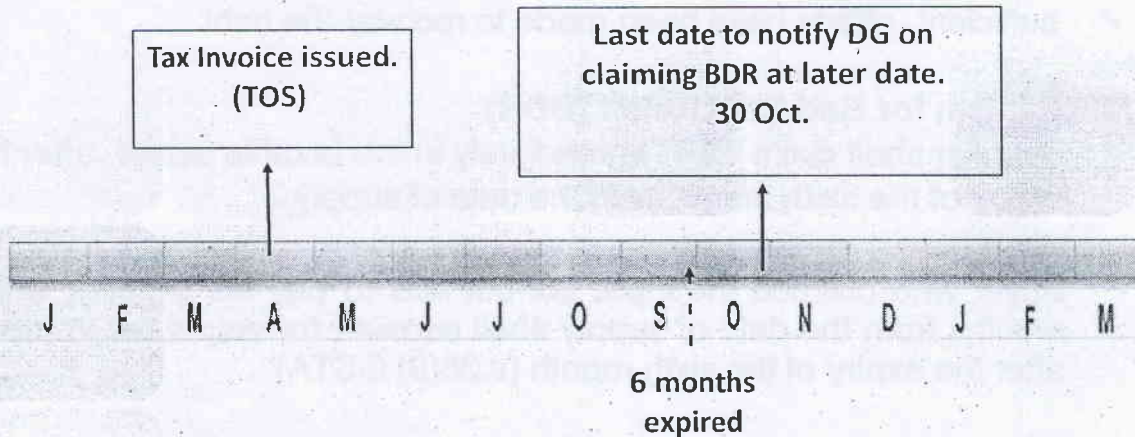 Tax Invoice issued.
(TOS)
Last date to notify DG on
claiming BDR at later date.
30 Oct.
J F M A M J J O S O N D J F M
6 months
expired